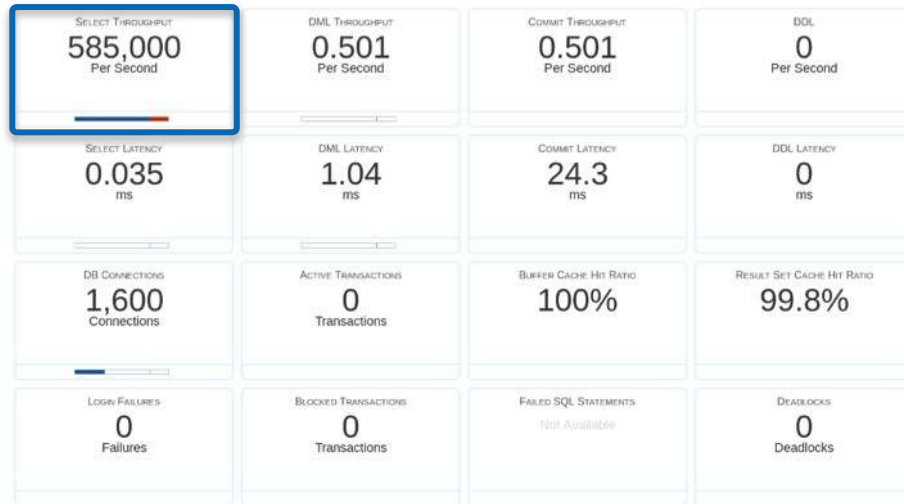 SELECT THROUGHPUT
585,000
Per Second
DML THROUGHPUT
0.501
Per Second
COMMIT THROUGHPUT
0.501
Per Second
DDL
0
Per Second
SELECT LATENCY
0.035
ms
DML LATENCY
1.04
ms
COMMIT LATENCY
24.3
ms
DDL LATENCY
0
ms
DB CONNECTIONS
1,600
Connections
ACTIVE TRANSACTIONS
0
Transactions
BUFFER CACHE HIT RATIO
100%
RESULT SET CACHE HIT RATIO
99.8%
LOGIN FAILURES
0
Failures
BLOCKED TRANSACTIONS
0
Transactions
FAILED SQL STATEMENTS
Not Available
DEADLOCKS
0
Deadlocks